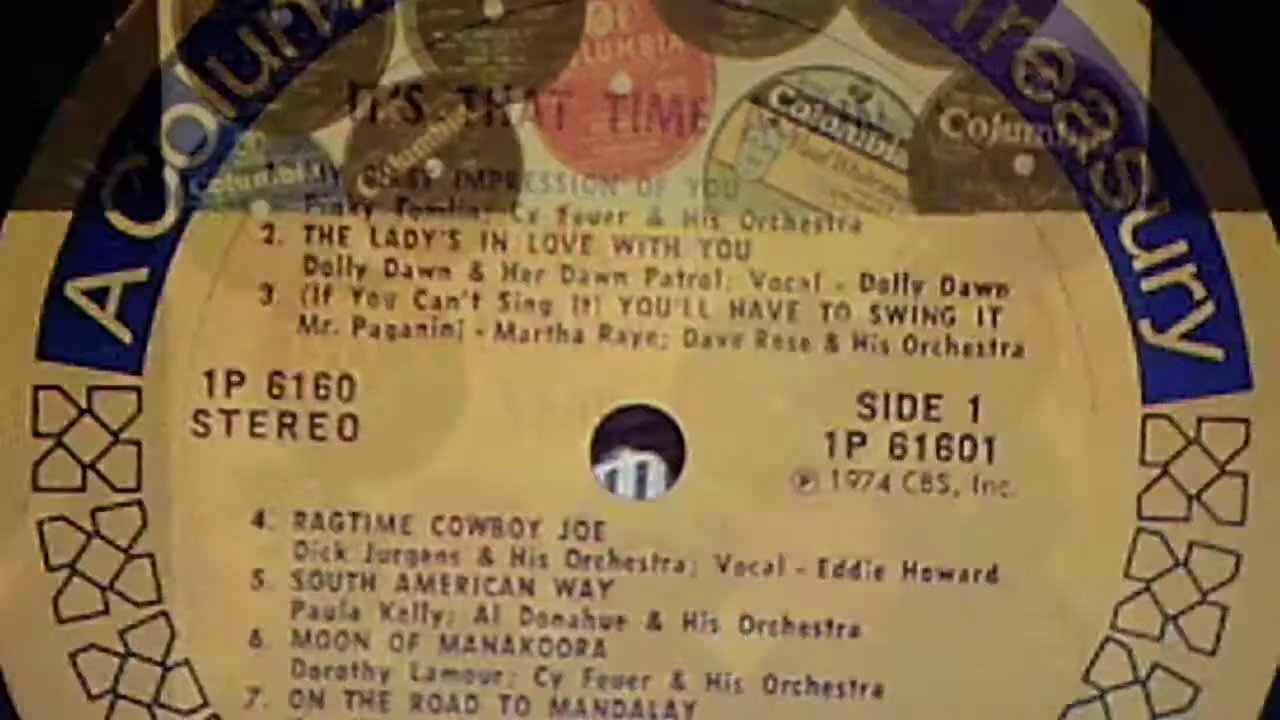 A Columbia Treasury
COLUMBIA
Columbia
Columbia
Columbia
Columbia
IT'S THAT TIME
1. MY FIRST IMPRESSION OF YOU
Pinky Tomlin; Cy Feuer & His Orchestra
2. THE LADY'S IN LOVE WITH YOU
Dolly Dawn & Her Dawn Patrol; Vocal - Dolly Dawn
3. (If You Can't Sing It) YOU'LL HAVE TO SWING IT
Mr. Paganini - Martha Raye; Dave Rose & His Orchestra
1P 6160
STEREO
SIDE 1
1P 61601
℗ 1974 CBS, Inc.
4. RAGTIME COWBOY JOE
Dick Jurgens & His Orchestra; Vocal - Eddie Howard
5. SOUTH AMERICAN WAY
Paula Kelly; Al Donahue & His Orchestra
6. MOON OF MANAKOORA
Dorothy Lamour; Cy Feuer & His Orchestra
7. ON THE ROAD TO MANDALAY